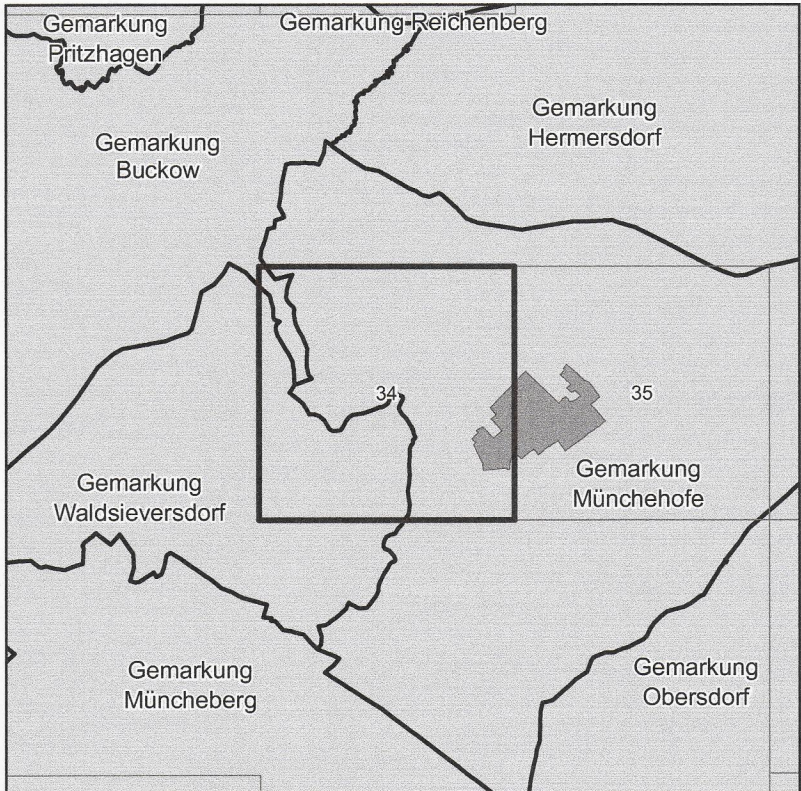 Gemarkung
Pritzhagen
Gemarkung Reichenberg
Gemarkung
Hermersdorf
Gemarkung
Buckow
34
35
Gemarkung
Waldsieversdorf
Gemarkung
Münchehofe
Gemarkung
Müncheberg
Gemarkung
Obersdorf